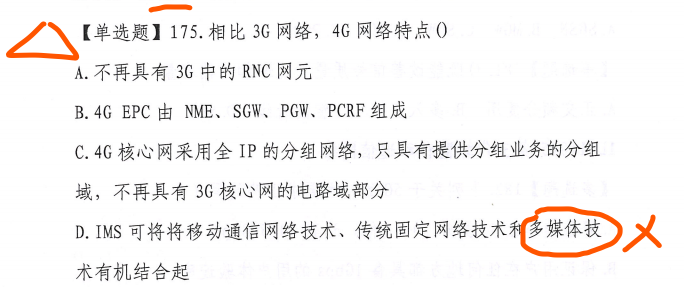 【单选题】175.相比 3G 网络，4G 网络特点()
A.不再具有 3G 中的 RNC 网元
B.4G EPC 由 NME、SGW、PGW、PCRF 组成
C.4G 核心网采用全 IP 的分组网络，只具有提供分组业务的分组
域，不再具有 3G 核心网的电路域部分
D.IMS 可将将移动通信网络技术、传统固定网络技术和多媒体技
术有机结合起